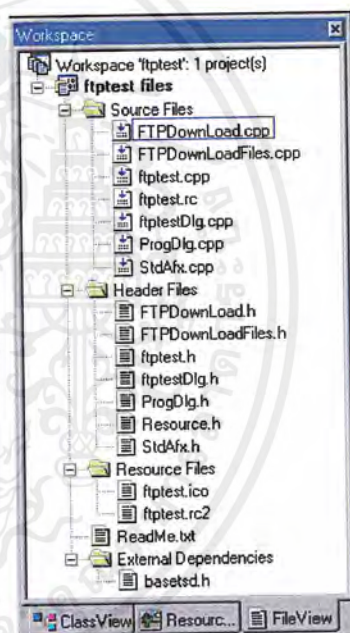 Workspace
Workspace 'ftptest': 1 project(s)
ftptest files
Source Files
FTPDownLoad.cpp
FTPDownLoadFiles.cpp
ftptest.cpp
ftptest.rc
ftptestDlg.cpp
ProgDlg.cpp
StdAfx.cpp
Header Files
FTPDownLoad.h
FTPDownLoadFiles.h
ftptest.h
ftptestDlg.h
ProgDlg.h
Resource.h
StdAfx.h
Resource Files
ftptest.ico
ftptest.rc2
ReadMe.txt
External Dependencies
basetsd.h
ClassView Resourc... FileView